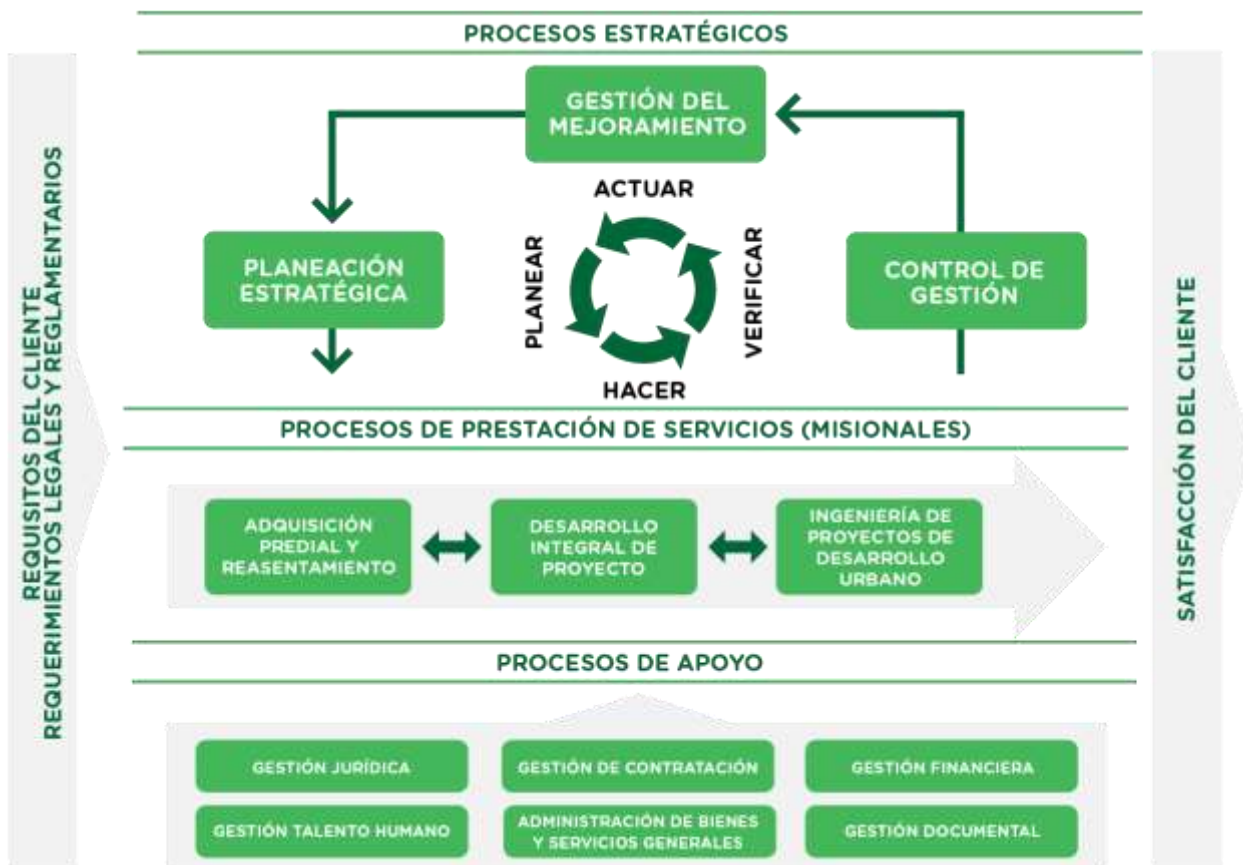 PROCESOS ESTRATÉGICOS
GESTIÓN DEL
MEJORAMIENTO
ACTUAR
PLANEAR
VERIFICAR
HACER
PLANEACIÓN
ESTRATÉGICA
CONTROL DE
GESTIÓN
REQUISITOS DEL CLIENTE
REQUERIMIENTOS LEGALES Y REGLAMENTARIOS
SATISFACCIÓN DEL CLIENTE
PROCESOS DE PRESTACIÓN DE SERVICIOS (MISIONALES)
ADQUISICIÓN
PREDIAL Y
REASENTAMIENTO
DESARROLLO
INTEGRAL DE
PROYECTO
INGENIERÍA DE
PROYECTOS DE
DESARROLLO
URBANO
PROCESOS DE APOYO
GESTIÓN JURÍDICA
GESTIÓN DE CONTRATACIÓN
GESTIÓN FINANCIERA
GESTIÓN TALENTO HUMANO
ADMINISTRACIÓN DE BIENES
Y SERVICIOS GENERALES
GESTIÓN DOCUMENTAL